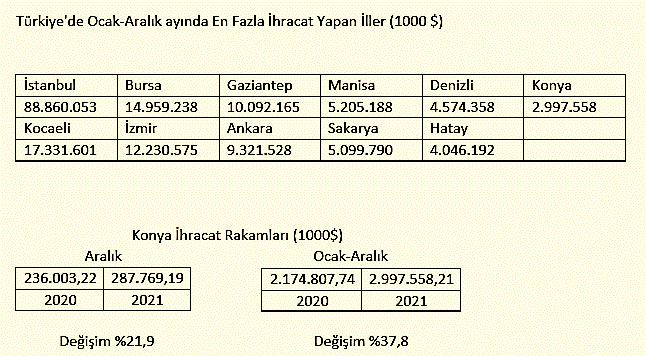 Türkiye'de Ocak-Aralık ayında En Fazla İhracat Yapan İller (1000 $)
İstanbul Bursa Gaziantep Manisa Denizli Konya
88.860.053 14.959.238 10.092.165 5.205.188 4.574.358 2.997.558
Kocaeli İzmir Ankara Sakarya Hatay
17.331.601 12.230.575 9.321.528 5.099.790 4.046.192
Konya İhracat Rakamları (1000$)
Aralık Ocak-Aralık
236.003,22 287.769,19 2.174.807,74 2.997.558,21
2020 2021 2020 2021
Değişim %21,9 Değişim %37,8